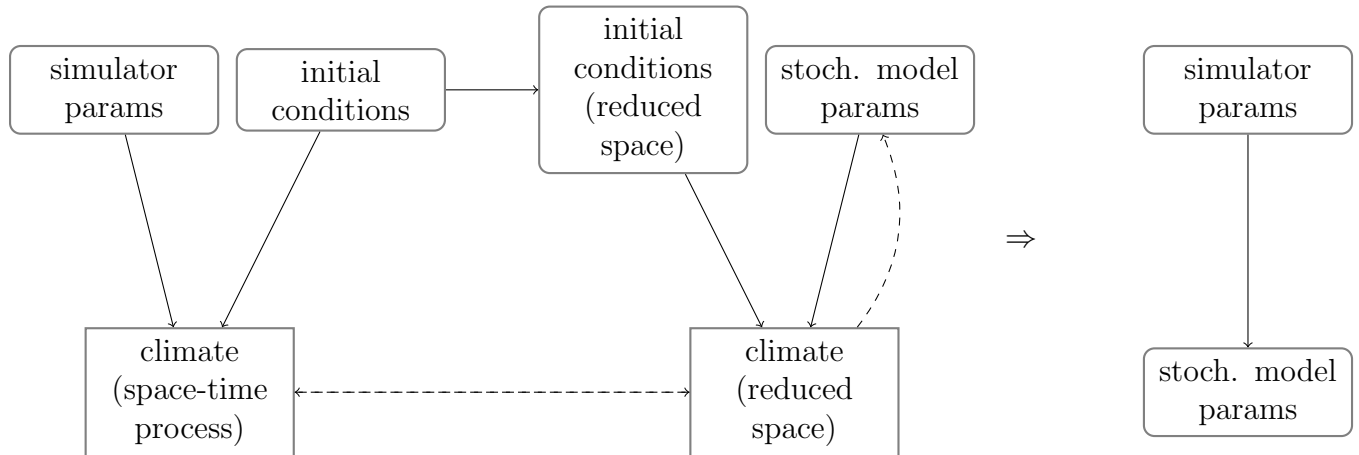 simulator
params
initial
conditions
initial
conditions
(reduced
space)
stoch. model
params
climate
(space-time
process)
climate
(reduced
space)
⇒
simulator
params
stoch. model
params